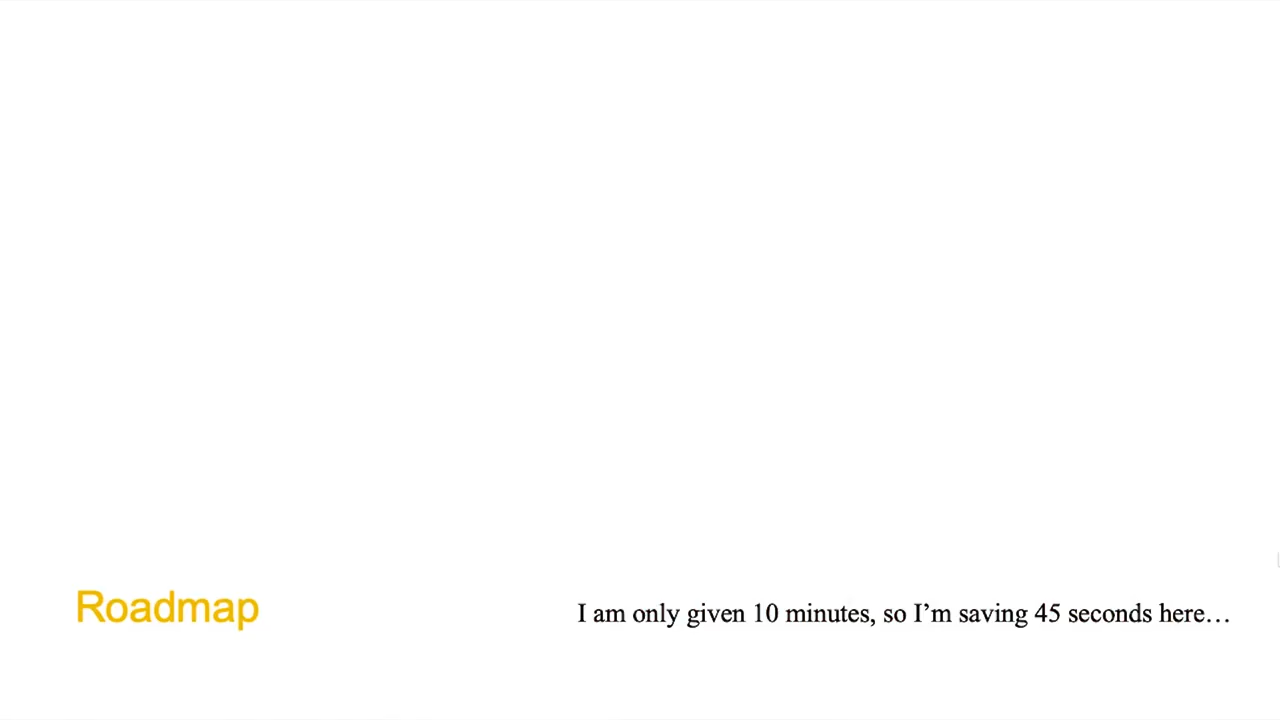 Roadmap
I am only given 10 minutes, so I’m saving 45 seconds here…